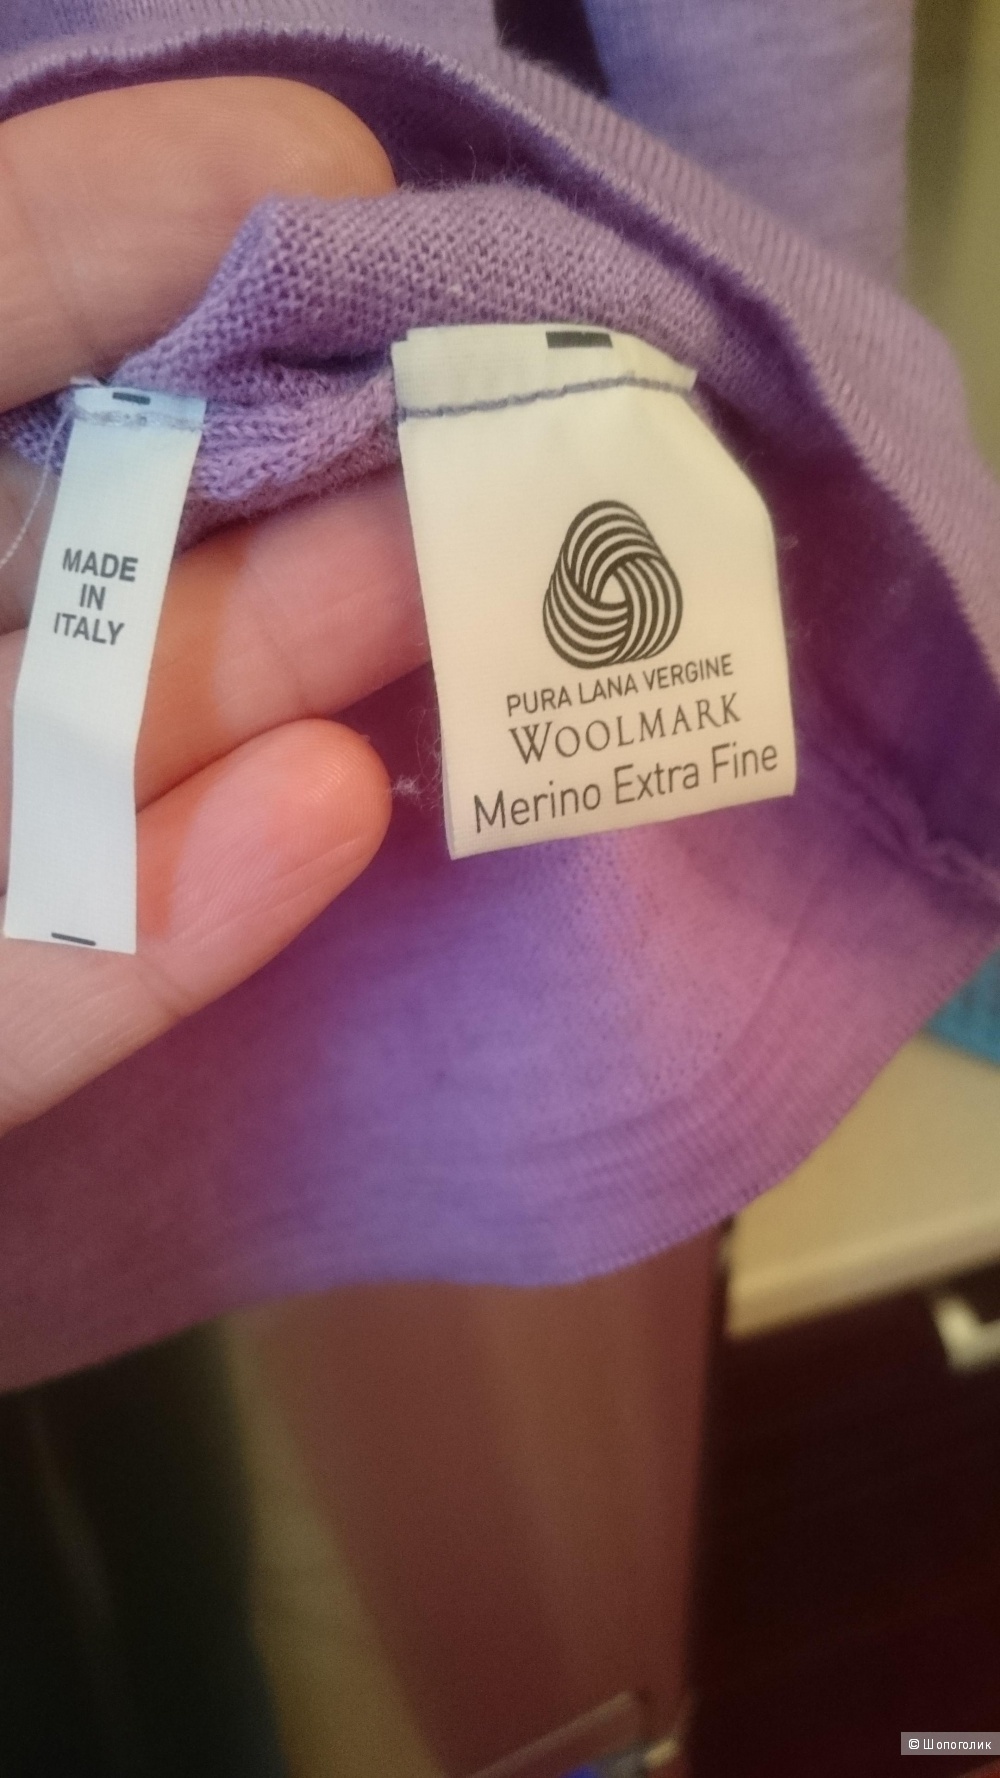 MADE
IN
ITALY
PURA LANA VERGINE
WOOLMARK
Merino Extra Fine
© Шопоголик